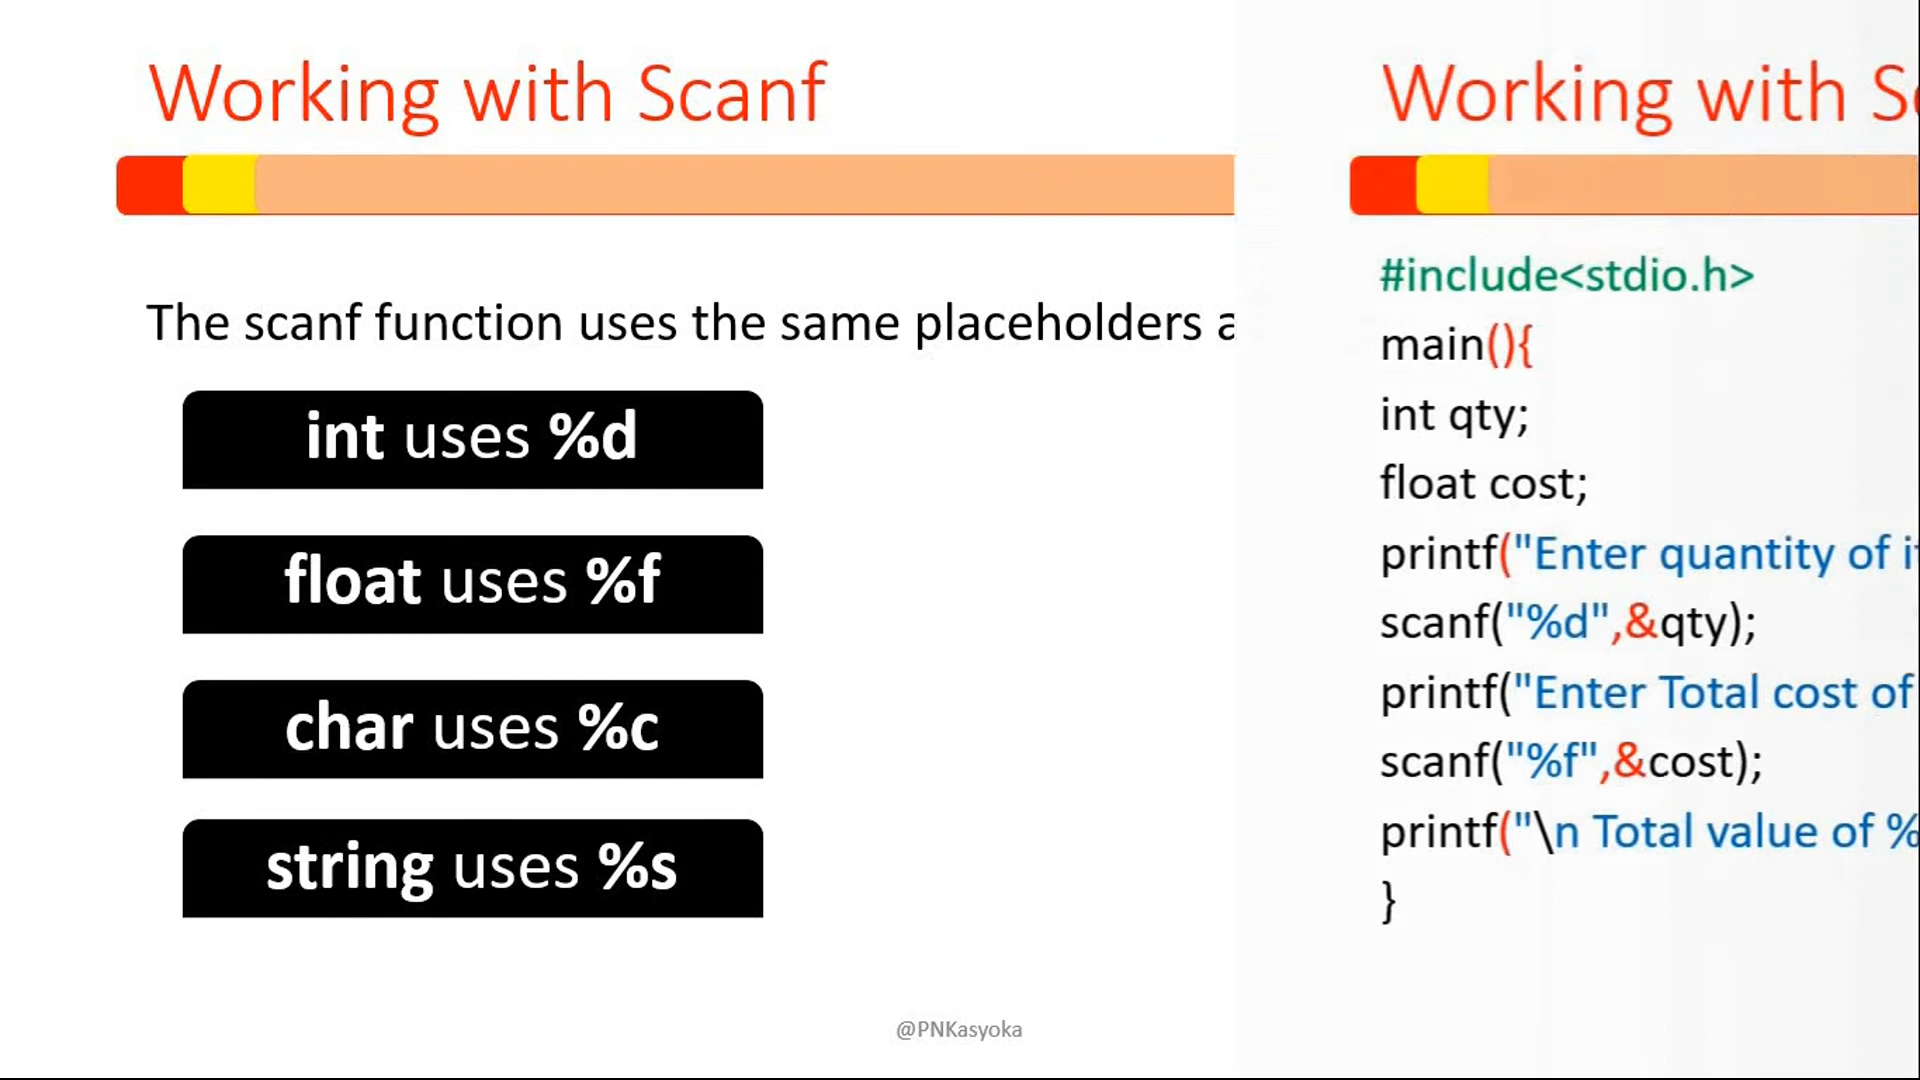 Working with Scanf
The scanf function uses the same placeholders
int uses %d
float uses %f
char uses %c
string uses %s
@PNKasyoka
Working with
#include<stdio.h>
main(){
int qty;
float cost;
printf("Enter quantity of
scanf("%d",&qty);
printf("Enter Total cost of
scanf("%f",&cost);
printf("\n Total value of %
}